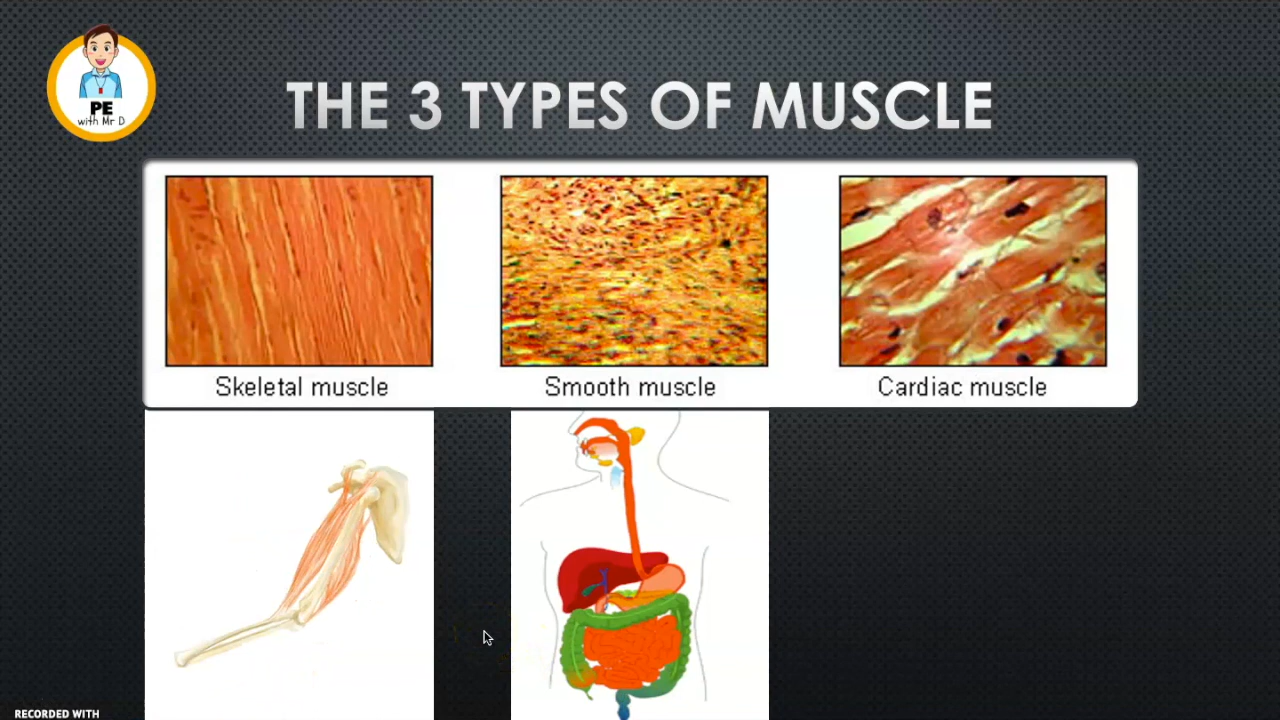 PE
with Mr D
THE 3 TYPES OF MUSCLE
Skeletal muscle
Smooth muscle
Cardiac muscle
RECORDED WITH